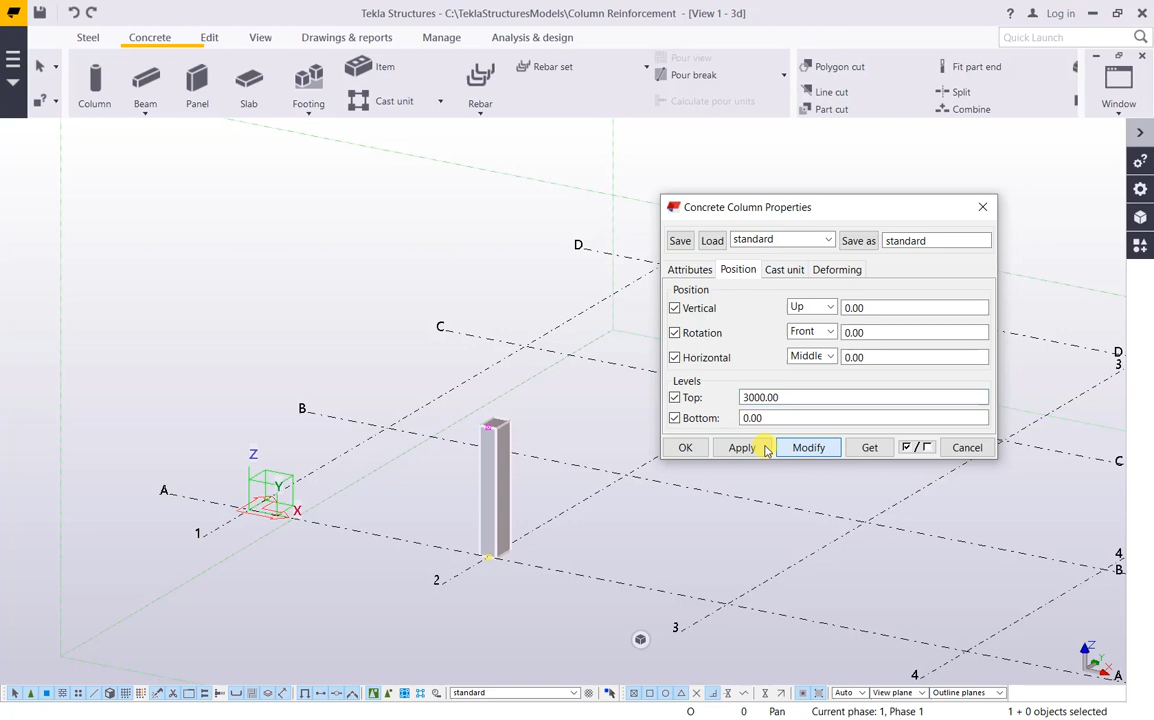 Tekla Structures - C:\TeklaStructuresModels\Column Reinforcement - [View 1 - 3d]
? Log in
Steel Concrete Edit View Drawings & reports Manage Analysis & design
Quick Launch
Column Beam Panel Slab Footing Item Cast unit Rebar Rebar set
Pour view
Pour break
Calculate pour units
Polygon cut
Line cut
Part cut
Fit part end
Split
Combine
Window
D
C
B
A
1
2
3
4
Z
Y
X
D
3
C
4
B
A
Z
Y
X
Concrete Column Properties
Save Load standard Save as standard
Attributes Position Cast unit Deforming
Position
Vertical Up 0.00
Rotation Front 0.00
Horizontal Middle 0.00
Levels
Top: 3000.00
Bottom: 0.00
OK Apply Modify Get / Cancel
standard Auto View plane Outline planes
O 0 Pan Current phase: 1, Phase 1 1 + 0 objects selected